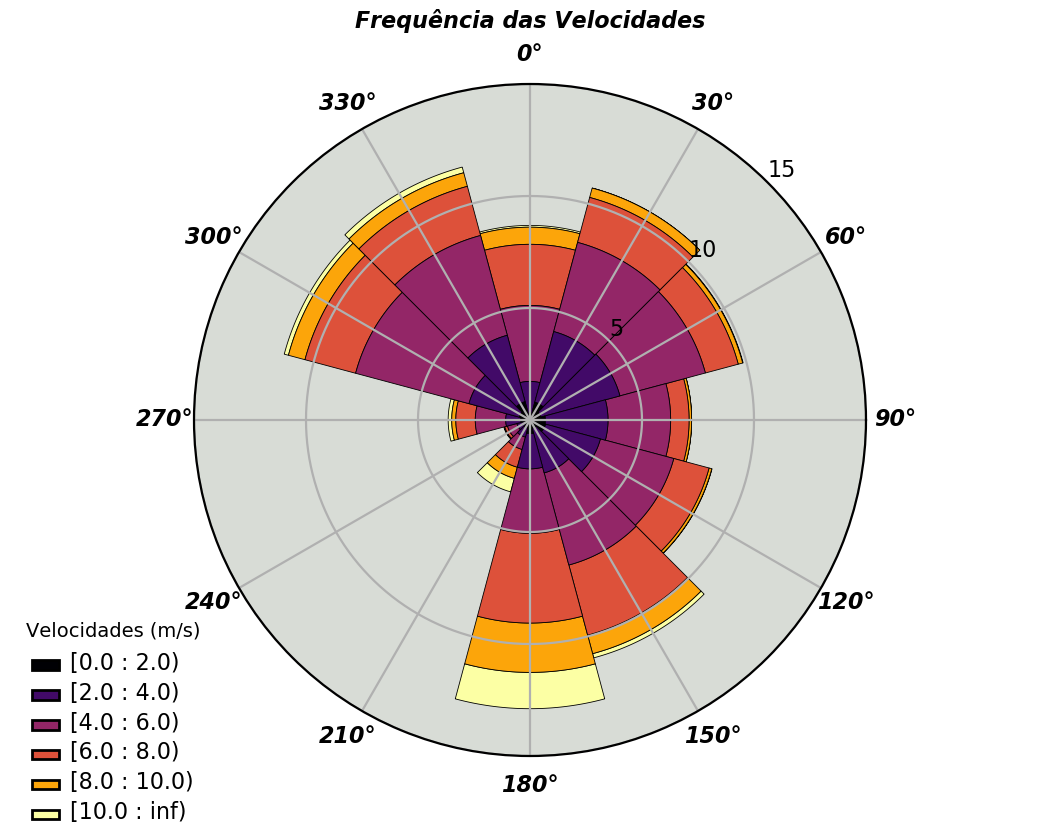 Frequência das Velocidades
0°
330°
30°
15
300°
60°
10
5
270°
90°
240°
120°
210°
150°
180°
Velocidades (m/s)
[0.0 : 2.0)
[2.0 : 4.0)
[4.0 : 6.0)
[6.0 : 8.0)
[8.0 : 10.0)
[10.0 : inf)